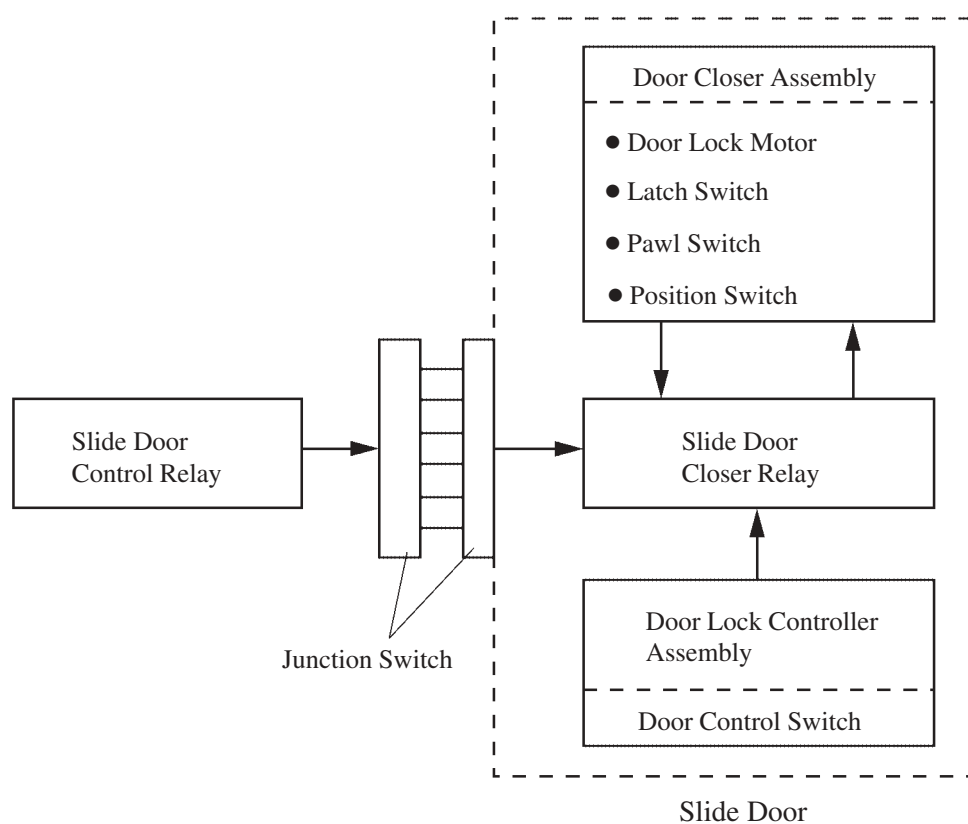 Door Closer Assembly
● Door Lock Motor
● Latch Switch
● Pawl Switch
● Position Switch
Slide Door
Control Relay
Slide Door
Closer Relay
Junction Switch
Door Lock Controller
Assembly
Door Control Switch
Slide Door